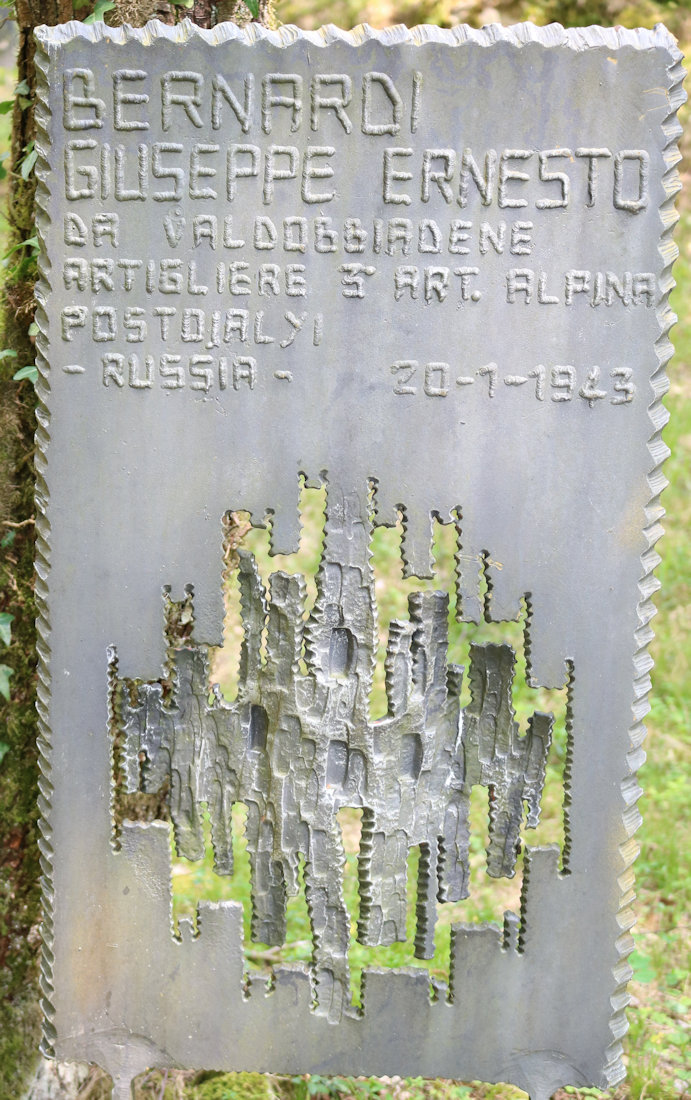 BERNARDI
GIUSEPPE ERNESTO
DA VALDOBBIADENE
ARTIGLIERE 3° ART. ALPINA
POSTOJALYI
- RUSSIA - 20-1-1943